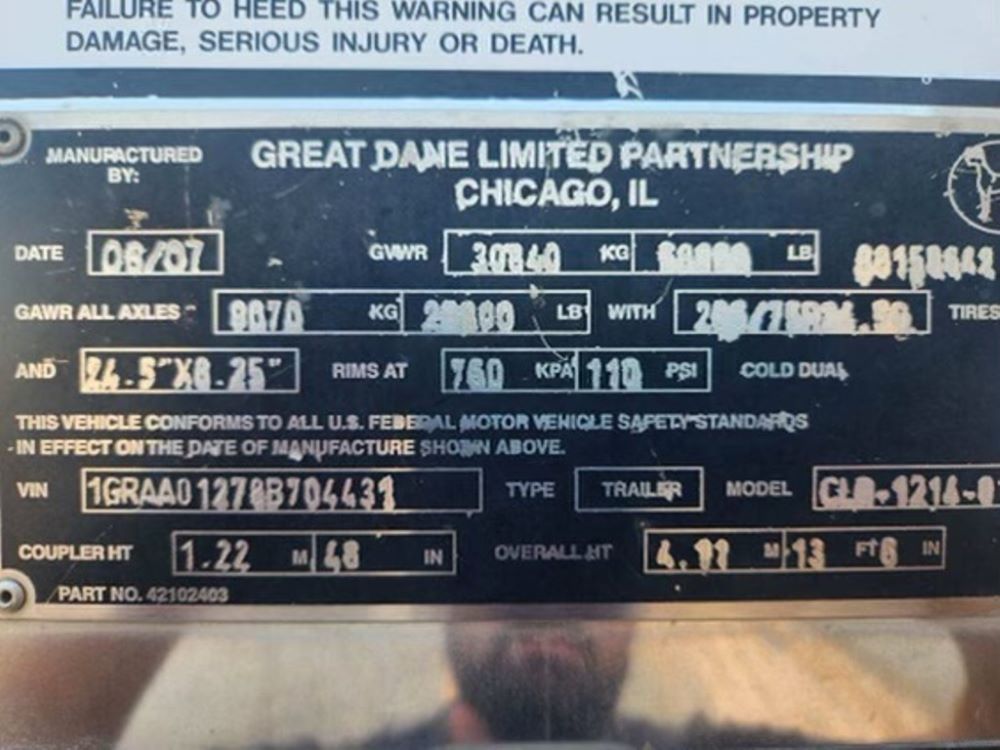 FAILURE TO HEED THIS WARNING CAN RESULT IN PROPERTY
DAMAGE, SERIOUS INJURY OR DEATH.
MANUFACTURED BY:
GREAT DANE LIMITED PARTNERSHIP
CHICAGO, IL
DATE 06/07 GVWR 30840 KG LB
GAWR ALL AXLES 9070 KG LB WITH TIRES
AND 24.5"X8.25" RIMS AT 760 KPA 110 PSI COLD DUAL
THIS VEHICLE CONFORMS TO ALL U.S. FEDERAL MOTOR VEHICLE SAFETY STANDARDS
IN EFFECT ON THE DATE OF MANUFACTURE SHOWN ABOVE.
VIN TYPE TRAILER MODEL
COUPLER HT 1.22 M 48 IN OVERALL HT 4.11 M 13 FT 6 IN
PART NO. 42102403